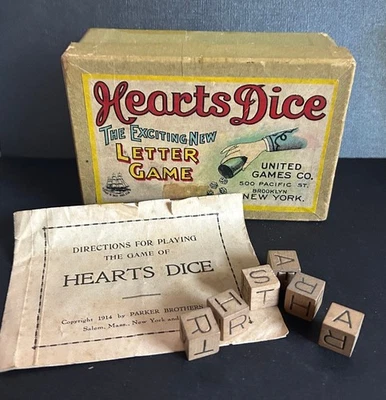 Hearts Dice
THE EXCITING NEW
LETTER
GAME
UNITED
GAMES CO.
500 PACIFIC ST.
BROOKLYN
NEW YORK.
DIRECTIONS FOR PLAYING
THE GAME OF
HEARTS DICE
Copyright 1914 by PARKER BROTHERS
Salem, Mass., New York and
A
S
T
H
R
H
R
T
A
R